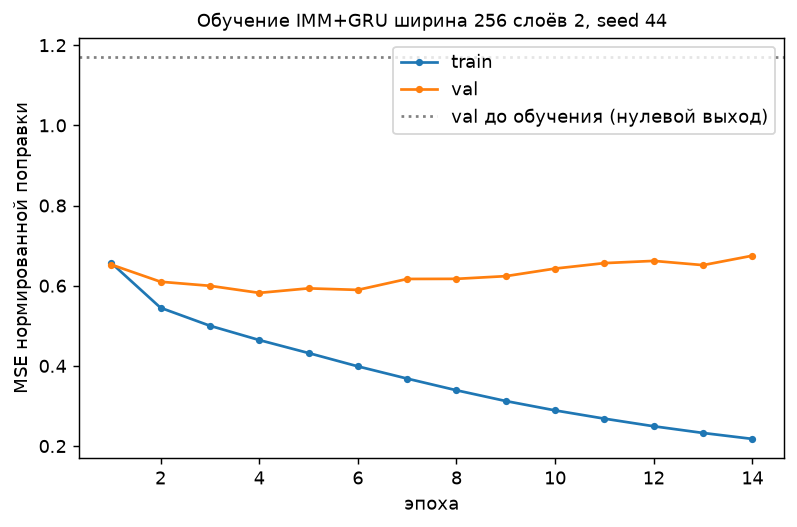 Обучение IMM+GRU ширина 256 слоёв 2, seed 44
MSE нормированной поправки
1.2
1.0
0.8
0.6
0.4
0.2
train
val
val до обучения (нулевой выход)
2 4 6 8 10 12 14
эпоха